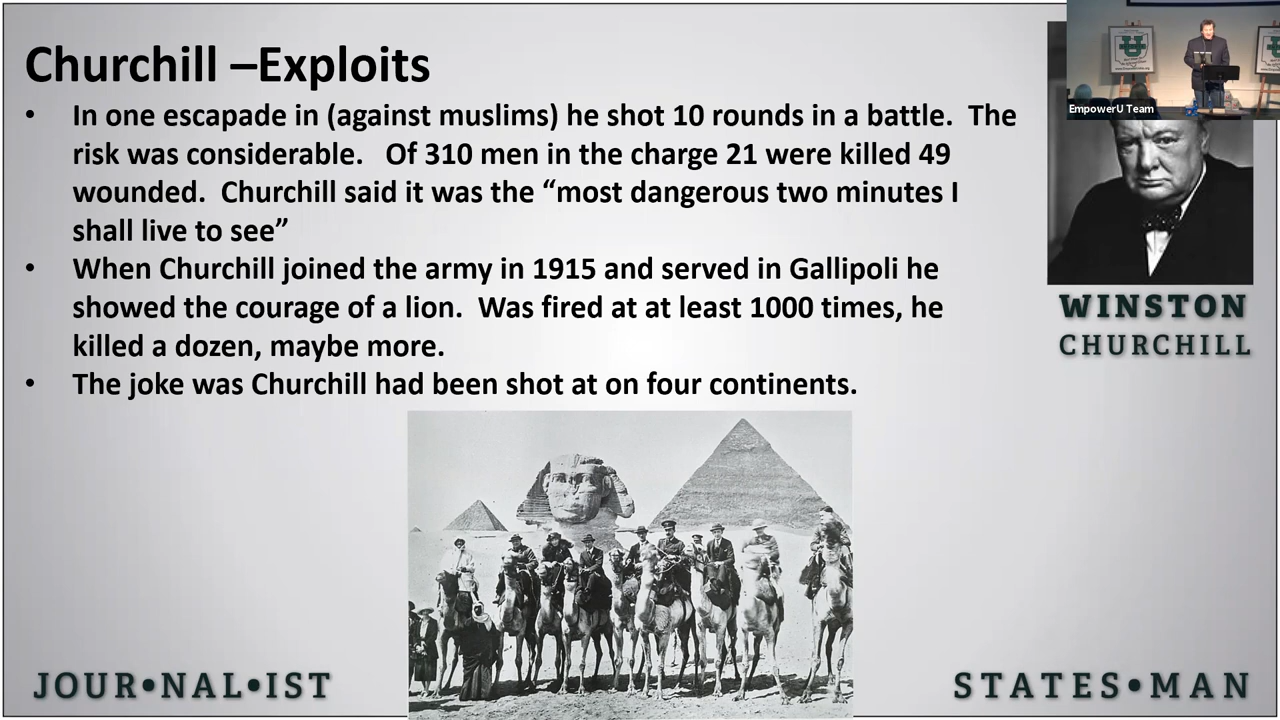 Churchill –Exploits
• In one escapade in (against muslims) he shot 10 rounds in a battle.  The
risk was considerable.   Of 310 men in the charge 21 were killed 49
wounded.  Churchill said it was the “most dangerous two minutes I
shall live to see”
• When Churchill joined the army in 1915 and served in Gallipoli he
showed the courage of a lion.  Was fired at at least 1000 times, he
killed a dozen, maybe more.
• The joke was Churchill had been shot at on four continents.
EmpowerU Team
WINSTON
CHURCHILL
JOUR•NAL•IST
STATES•MAN